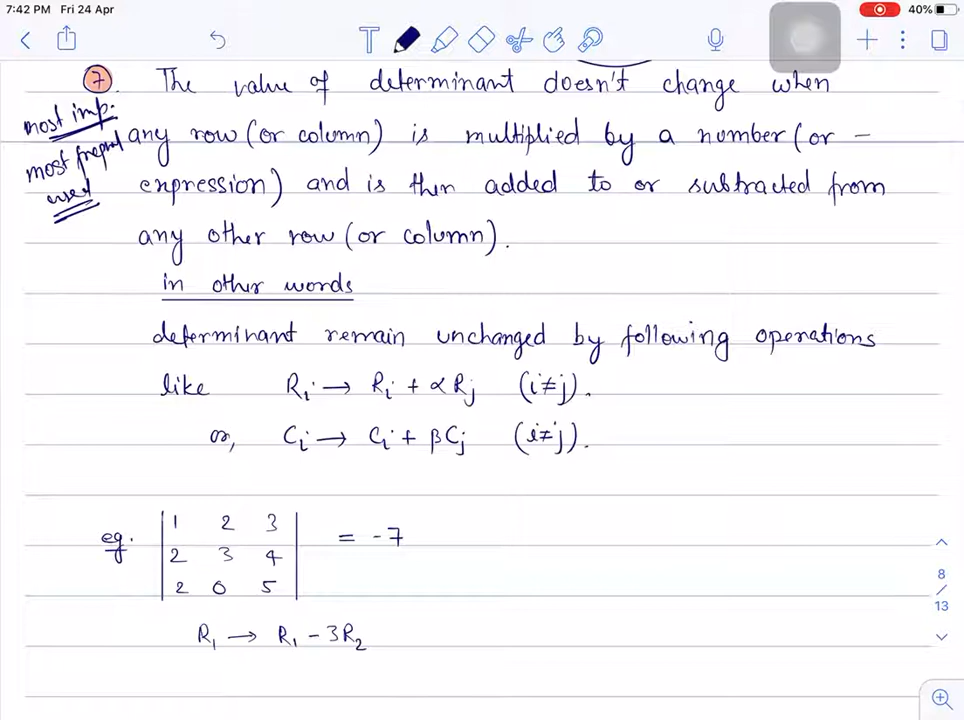 7:42 PM Fri 24 Apr
40%
T
7 The value of determinant doesn't change when
most imp.
any row (or column) is multiplied by a number (or –
most freqnt
expression) and is then added to or subtracted from
used
any other row (or column).
in other words
determinant remain unchanged by following operations
like Ri → Ri + αRj (i≠j).
or, Ci → Ci + βCj (i≠j).
eg. | 1 2 3 | = -7
| 2 3 4 |
| 2 0 5 |
R1 → R1 – 3R2
8
/
13